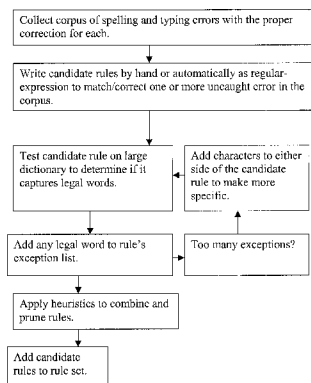 Collect corpus of spelling and typing errors with the proper
correction for each.
Write candidate rules by hand or automatically as regular-
expression to match/correct one or more uncaught error in the
corpus.
Test candidate rule on large
dictionary to determine if it
captures legal words.
Add characters to either
side of the candidate
rule to make more
specific.
Add any legal word to rule's
exception list.
Too many exceptions?
Apply heuristics to combine and
prune rules.
Add candidate
rules to rule set.